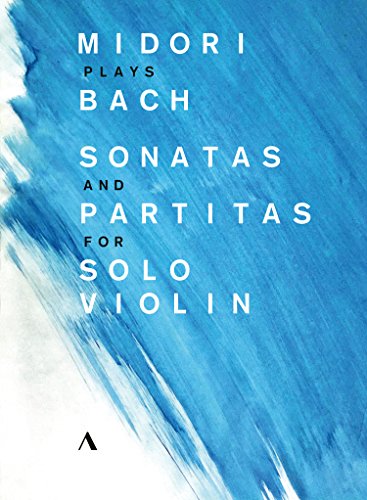 MIDORI
PLAYS
BACH
SONATAS
AND
PARTITAS
FOR
SOLO
VIOLIN